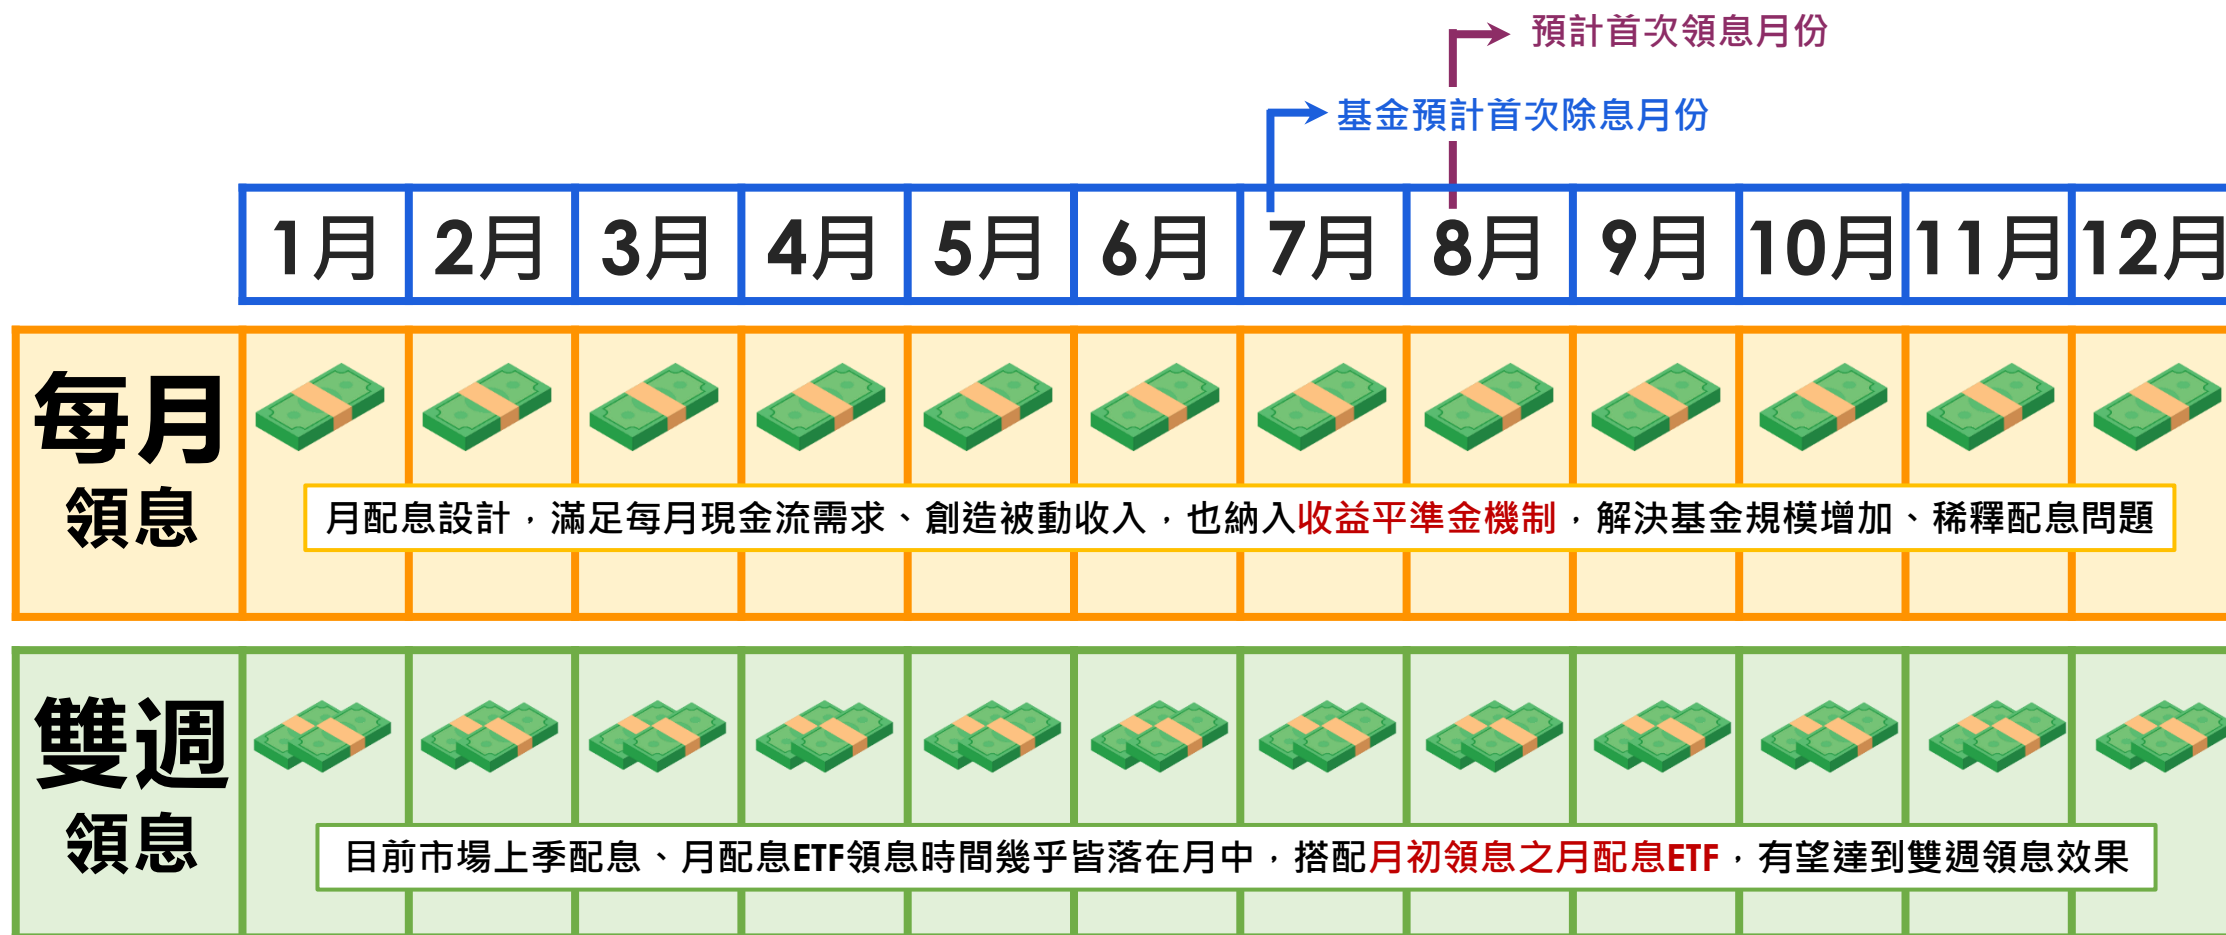 預計首次領息月份
基金預計首次除息月份
1月 2月 3月 4月 5月 6月 7月 8月 9月 10月 11月 12月
每月
領息
月配息設計，滿足每月現金流需求、創造被動收入，也納入收益平準金機制，解決基金規模增加、稀釋配息問題
雙週
領息
目前市場上季配息、月配息ETF領息時間幾乎皆落在月中，搭配月初領息之月配息ETF，有望達到雙週領息效果